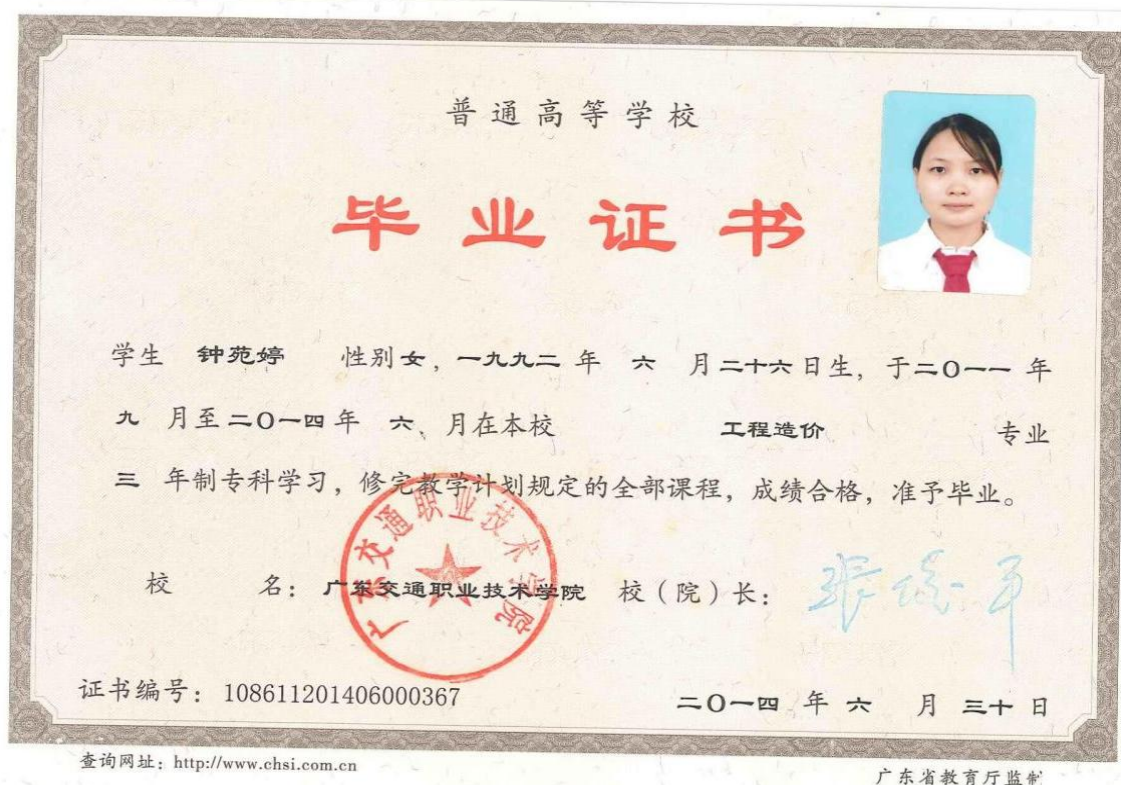 普通高等学校
毕业证书
学生 钟苑婷 性别女，一九九二 年 六 月二十六日生，于二O一一 年
九 月至二O一四年 六、月在本校 工程造价 专业
三 年制专科学习，修完教学计划规定的全部课程，成绩合格，准予毕业。
校 名：广东交通职业技术学院 校（院）长：
广东交通职业技术学院
证书编号：108611201406000367 二O一四 年 六 月 三十 日
查询网址：http://www.chsi.com.cn 广东省教育厅监制